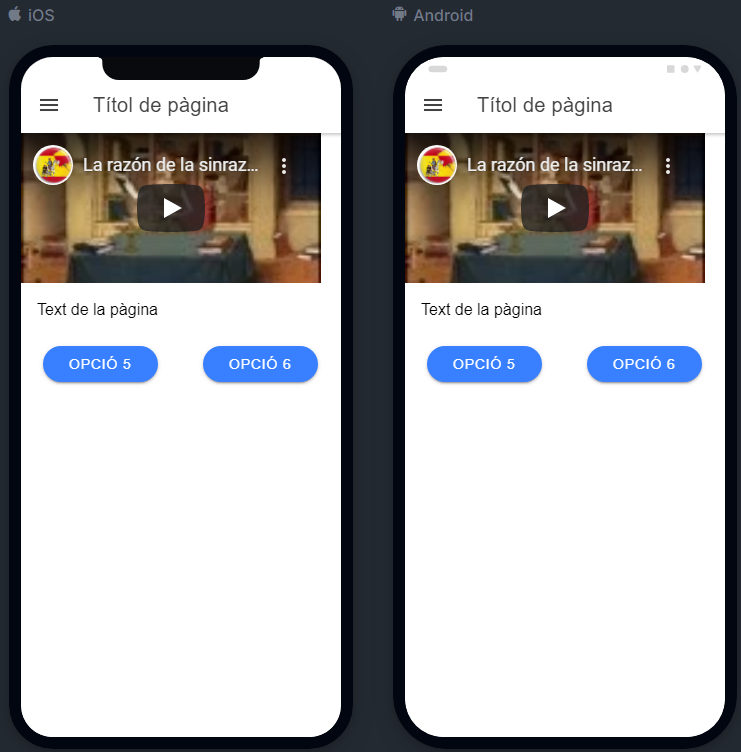 iOS
Títol de pàgina
La razón de la sinraz...
Text de la pàgina
OPCIÓ 5
OPCIÓ 6
Android
Títol de pàgina
La razón de la sinraz...
Text de la pàgina
OPCIÓ 5
OPCIÓ 6